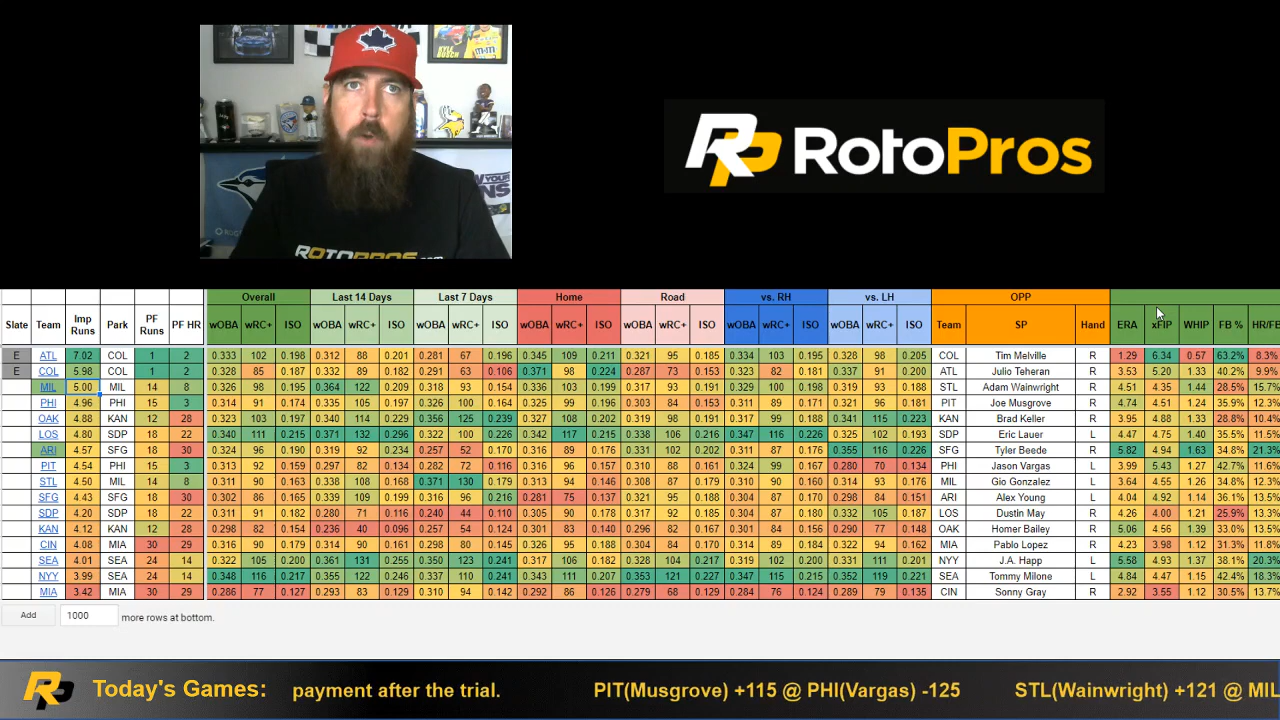 KYLE
BUSCH
m&m's
ROTOPROS.com
RP RotoPros
Overall Last 14 Days Last 7 Days Home Road vs. RH vs. LH OPP
Slate Team Imp Runs Park PF Runs PF HR wOBA wRC+ ISO wOBA wRC+ ISO wOBA wRC+ ISO wOBA wRC+ ISO wOBA wRC+ ISO wOBA wRC+ ISO wOBA wRC+ ISO Team SP Hand ERA xFIP WHIP FB % HR/FB
E ATL 7.02 COL 1 2 0.333 102 0.198 0.312 88 0.201 0.281 67 0.196 0.345 109 0.211 0.321 95 0.185 0.334 103 0.195 0.328 98 0.205 COL Tim Melville R 1.29 6.34 0.57 63.2% 8.3%
E COL 5.98 COL 1 2 0.328 85 0.187 0.332 89 0.182 0.291 63 0.106 0.371 98 0.224 0.287 73 0.153 0.323 82 0.181 0.337 91 0.200 ATL Julio Teheran R 3.53 5.20 1.33 40.2% 9.9%
MIL 5.00 MIL 14 8 0.326 98 0.195 0.364 122 0.209 0.318 93 0.154 0.336 103 0.199 0.317 93 0.191 0.329 100 0.198 0.319 93 0.188 STL Adam Wainwright R 4.51 4.35 1.44 28.5% 15.7%
PHI 4.96 PHI 15 3 0.314 91 0.174 0.335 105 0.197 0.326 100 0.164 0.325 99 0.196 0.303 84 0.153 0.311 89 0.171 0.321 96 0.181 PIT Joe Musgrove R 4.74 4.51 1.24 35.9% 12.3%
OAK 4.88 KAN 12 28 0.323 103 0.197 0.340 114 0.229 0.356 125 0.239 0.327 108 0.202 0.319 98 0.191 0.316 98 0.187 0.341 115 0.223 KAN Brad Keller R 3.95 4.88 1.33 28.8% 10.4%
LOS 4.80 SDP 18 22 0.340 111 0.215 0.371 132 0.296 0.322 100 0.226 0.342 117 0.215 0.338 106 0.216 0.347 116 0.226 0.325 102 0.193 SDP Eric Lauer L 4.47 4.75 1.40 35.5% 11.5%
ARI 4.57 SFG 18 30 0.324 96 0.190 0.319 92 0.234 0.257 52 0.170 0.316 89 0.176 0.331 102 0.202 0.311 87 0.175 0.355 116 0.226 SFG Tyler Beede R 5.82 4.94 1.63 34.8% 21.3%
PIT 4.54 PHI 15 3 0.313 92 0.159 0.297 82 0.134 0.282 72 0.116 0.316 96 0.157 0.310 88 0.161 0.324 99 0.167 0.280 70 0.134 PHI Jason Vargas L 3.99 5.43 1.27 42.1% 8.1%
STL 4.50 MIL 14 8 0.311 90 0.163 0.338 108 0.168 0.371 130 0.179 0.313 94 0.146 0.308 87 0.179 0.310 90 0.159 0.314 93 0.176 MIL Gio Gonzalez L 3.64 4.55 1.26 34.8% 12.3%
SFG 4.43 SFG 18 30 0.302 86 0.165 0.339 109 0.199 0.316 96 0.216 0.281 75 0.137 0.321 95 0.188 0.304 87 0.170 0.298 84 0.151 ARI Alex Young L 4.04 4.92 1.14 36.1% 13.5%
SDP 4.20 SDP 18 22 0.311 91 0.182 0.280 71 0.116 0.240 44 0.110 0.305 90 0.178 0.317 92 0.185 0.304 87 0.180 0.332 105 0.187 LOS Dustin May R 4.26 4.00 1.21 25.9% 13.3%
KAN 4.12 KAN 12 28 0.298 82 0.154 0.236 40 0.096 0.257 54 0.124 0.301 83 0.140 0.296 82 0.167 0.301 84 0.156 0.290 77 0.148 OAK Homer Bailey R 5.06 4.56 1.39 33.0% 13.5%
CIN 4.08 MIA 30 29 0.316 90 0.179 0.314 90 0.161 0.298 80 0.145 0.326 95 0.188 0.304 84 0.170 0.314 89 0.184 0.322 94 0.162 MIA Pablo Lopez R 4.23 3.98 1.12 31.3% 11.8%
SEA 4.01 SEA 24 14 0.322 105 0.200 0.361 131 0.255 0.350 123 0.241 0.317 106 0.182 0.328 104 0.217 0.319 102 0.200 0.331 111 0.201 NYY J.A. Happ L 5.58 4.93 1.37 38.1% 20.3%
NYY 3.99 SEA 24 14 0.348 116 0.217 0.355 122 0.246 0.337 110 0.241 0.343 111 0.207 0.353 121 0.227 0.347 115 0.215 0.352 119 0.221 SEA Tommy Milone L 4.84 4.47 1.15 42.4% 18.3%
MIA 3.42 MIA 30 29 0.286 77 0.127 0.293 83 0.129 0.310 94 0.142 0.292 86 0.126 0.279 68 0.129 0.284 76 0.124 0.289 79 0.135 CIN Sonny Gray R 2.92 3.55 1.12 30.5% 13.7%
Add 1000 more rows at bottom.
RP Today's Games: payment after the trial. PIT(Musgrove) +115 @ PHI(Vargas) -125 STL(Wainwright) +121 @ MIL